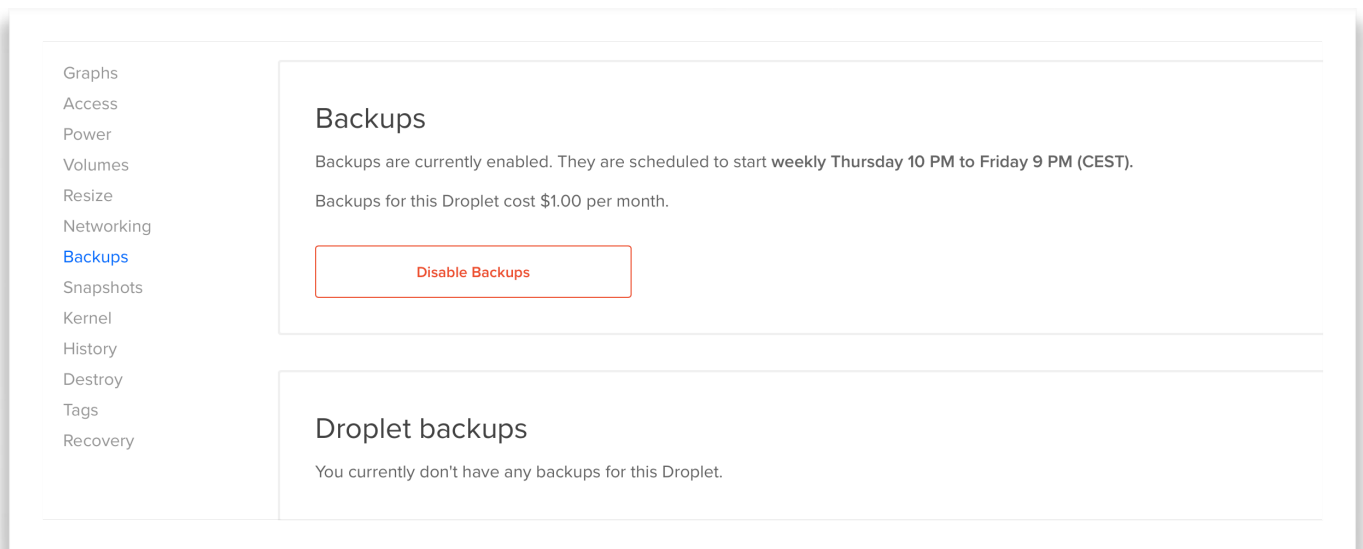 Graphs
Access
Power
Volumes
Resize
Networking
Backups
Snapshots
Kernel
History
Destroy
Tags
Recovery
Backups
Backups are currently enabled. They are scheduled to start weekly Thursday 10 PM to Friday 9 PM (CEST).
Backups for this Droplet cost $1.00 per month.
Disable Backups
Droplet backups
You currently don't have any backups for this Droplet.